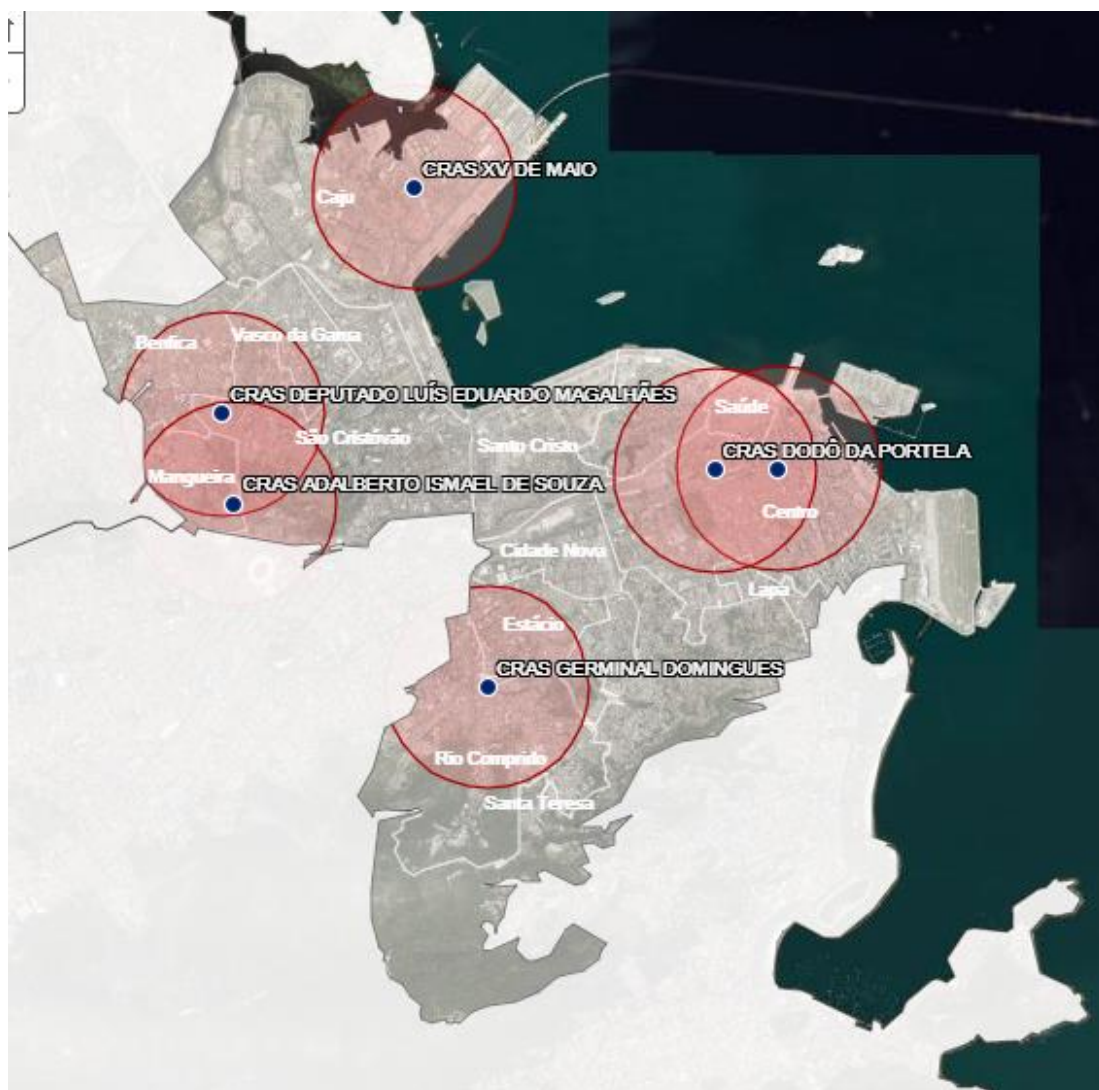 CRAS XV DE MAIO
Caju
Vasco da Gama
Benfica
CRAS DEPUTADO LUÍS EDUARDO MAGALHÃES
Saúde
São Cristóvão
Santo Cristo
CRAS DODÔ DA PORTELA
Mangueira
CRAS ADALBERTO ISMAEL DE SOUZA
Centro
Cidade Nova
Lapa
Estácio
CRAS GERMINAL DOMINGUES
Rio Comprido
Santa Teresa